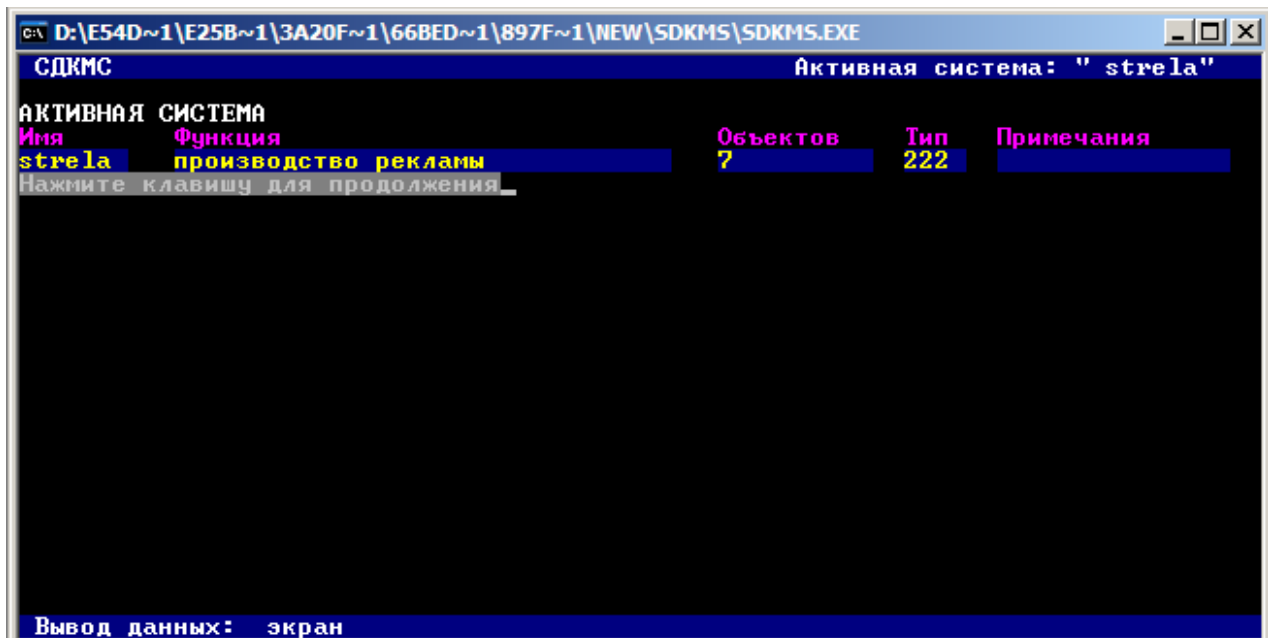 D:\E54D~1\E25B~1\3A20F~1\66BED~1\897F~1\NEW\SDKMS\SDKMS.EXE
СДКМС Активная система: " strela"
АКТИВНАЯ СИСТЕМА
Имя Функция Объектов Тип Примечания
strela производство рекламы 7 222
Нажмите клавишу для продолжения_
Вывод данных: экран